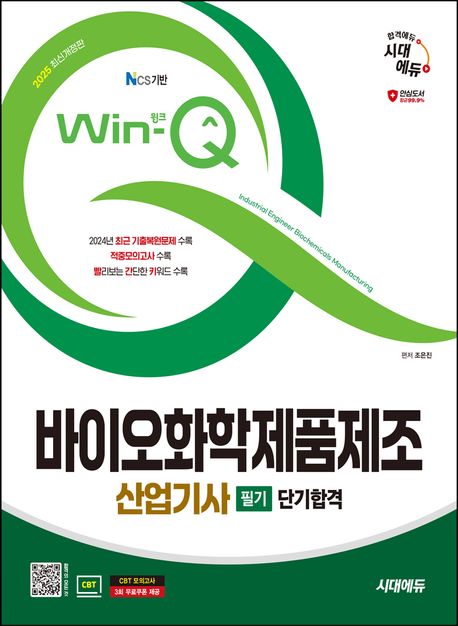 2025 최신개정판
합격에듀
시대
에듀
안심도서
항균99.9%
NCS기반
윙크
Win-Q
Industrial Engineer Biochemicals Manufacturing
2024년 최근 기출복원문제 수록
적중모의고사 수록
빨리보는 간단한 키워드 수록
편저 조은진
바이오화학제품제조
산업기사 필기 단기합격
CBT
CBT 모의고사
3회 무료쿠폰 제공
시대에듀